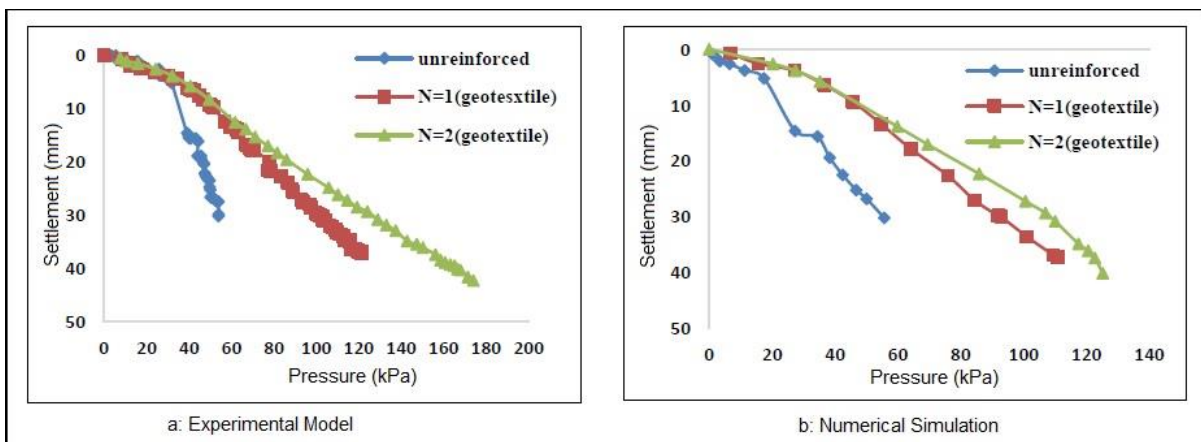 0
10
20
30
40
50
Settlement (mm)
0 20 40 60 80 100 120 140 160 180 200
Pressure (kPa)
unreinforced
N=1(geotesxtile)
N=2(geotextile)
a: Experimental Model
0
10
20
30
40
50
Settlement (mm)
0 20 40 60 80 100 120 140
Pressure (kPa)
unreinforced
N=1(geotextile)
N=2(geotextile)
b: Numerical Simulation